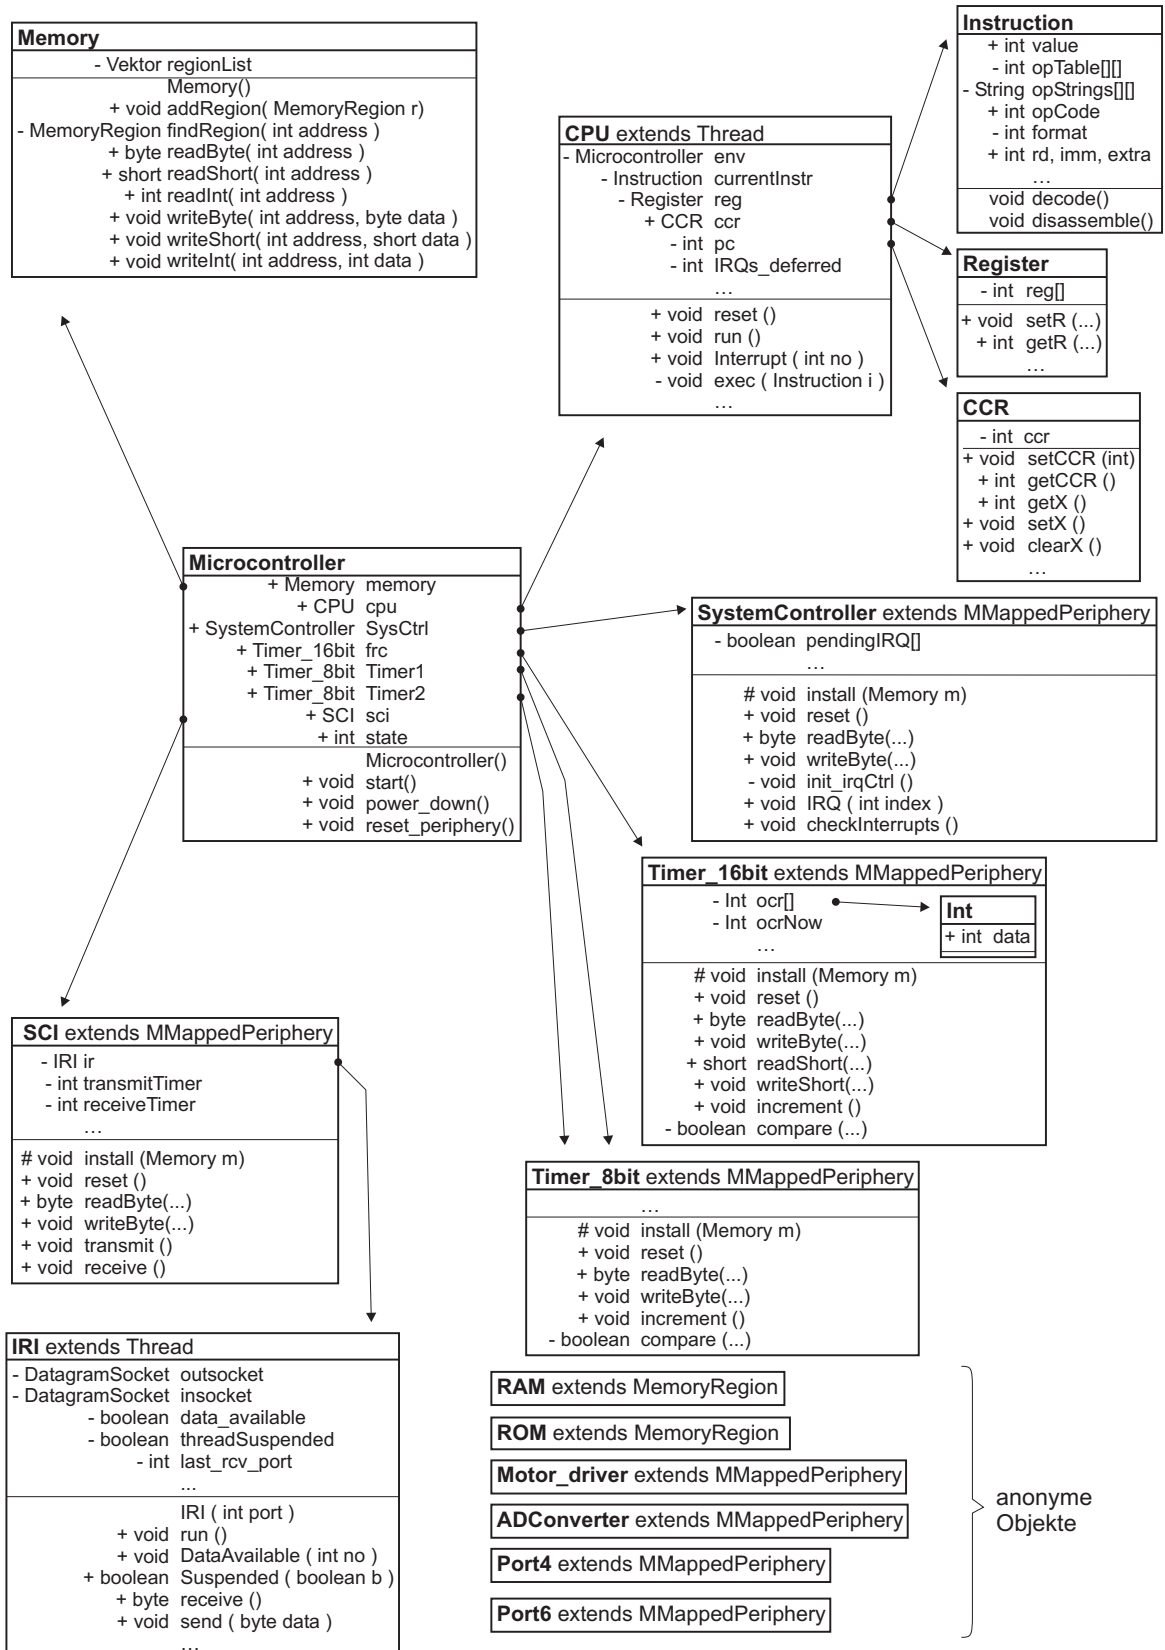 Memory
- Vektor regionList
Memory()
+ void addRegion( MemoryRegion r)
- MemoryRegion findRegion( int address )
+ byte readByte( int address )
+ short readShort( int address )
+ int readInt( int address )
+ void writeByte( int address, byte data )
+ void writeShort( int address, short data )
+ void writeInt( int address, int data )
CPU extends Thread
- Microcontroller env
- Instruction currentInstr
- Register reg
+ CCR ccr
- int pc
- int IRQs_deferred
...
+ void reset ()
+ void run ()
+ void Interrupt ( int no )
- void exec ( Instruction i )
...
Instruction
+ int value
- int opTable[][]
- String opStrings[][]
+ int opCode
- int format
+ int rd, imm, extra
...
void decode()
void disassemble()
Register
- int reg[]
+ void setR (...)
+ int getR (...)
...
CCR
- int ccr
+ void setCCR (int)
+ int getCCR ()
+ int getX ()
+ void setX ()
+ void clearX ()
...
Microcontroller
+ Memory memory
+ CPU cpu
+ SystemController SysCtrl
+ Timer_16bit frc
+ Timer_8bit Timer1
+ Timer_8bit Timer2
+ SCI sci
+ int state
Microcontroller()
+ void start()
+ void power_down()
+ void reset_periphery()
SystemController extends MMappedPeriphery
- boolean pendingIRQ[]
...
# void install (Memory m)
+ void reset ()
+ byte readByte(...)
+ void writeByte(...)
- void init_irqCtrl ()
+ void IRQ ( int index )
+ void checkInterrupts ()
Timer_16bit extends MMappedPeriphery
- Int ocr[]
- Int ocrNow
...
# void install (Memory m)
+ void reset ()
+ byte readByte(...)
+ void writeByte(...)
+ short readShort(...)
+ void writeShort(...)
+ void increment ()
- boolean compare (...)
Int
+ int data
SCI extends MMappedPeriphery
- IRI ir
- int transmitTimer
- int receiveTimer
...
# void install (Memory m)
+ void reset ()
+ byte readByte(...)
+ void writeByte(...)
+ void transmit ()
+ void receive ()
Timer_8bit extends MMappedPeriphery
...
# void install (Memory m)
+ void reset ()
+ byte readByte(...)
+ void writeByte(...)
+ void increment ()
- boolean compare (...)
IRI extends Thread
- DatagramSocket outsocket
- DatagramSocket insocket
- boolean data_available
- boolean threadSuspended
- int last_rcv_port
...
IRI ( int port )
+ void run ()
+ void DataAvailable ( int no )
+ boolean Suspended ( boolean b )
+ byte receive ()
+ void send ( byte data )
...
RAM extends MemoryRegion
ROM extends MemoryRegion
Motor_driver extends MMappedPeriphery
ADConverter extends MMappedPeriphery
Port4 extends MMappedPeriphery
Port6 extends MMappedPeriphery
anonyme
Objekte